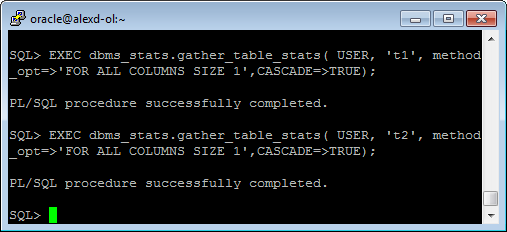 oracle@alexd-ol:~
SQL> EXEC dbms_stats.gather_table_stats( USER, 't1', method
_opt=>'FOR ALL COLUMNS SIZE 1',CASCADE=>TRUE);
PL/SQL procedure successfully completed.
SQL> EXEC dbms_stats.gather_table_stats( USER, 't2', method
_opt=>'FOR ALL COLUMNS SIZE 1',CASCADE=>TRUE);
PL/SQL procedure successfully completed.
SQL>